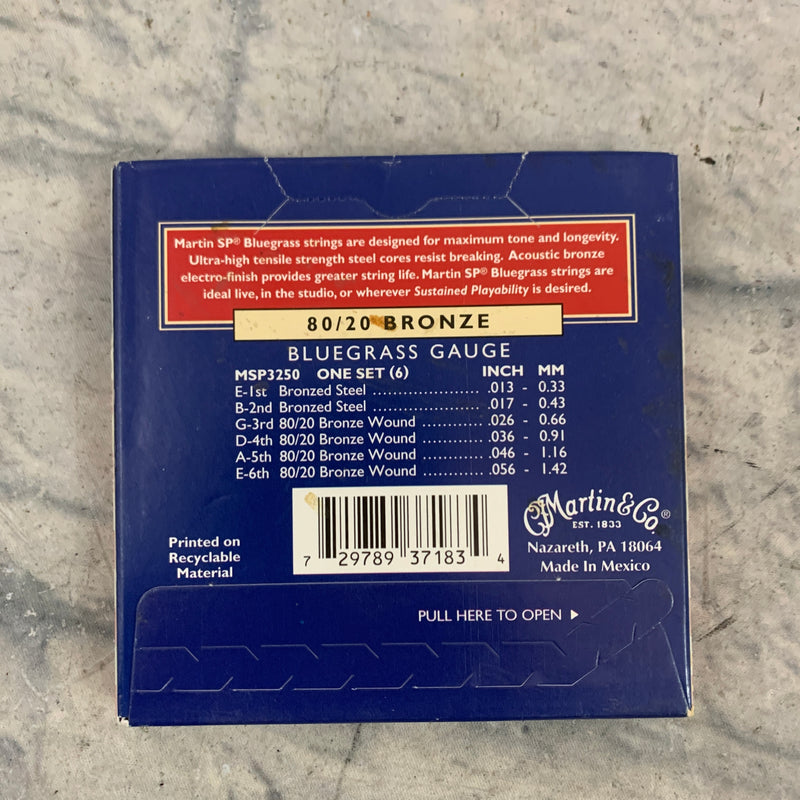 Martin SP® Bluegrass strings are designed for maximum tone and longevity.
Ultra-high tensile strength steel cores resist breaking. Acoustic bronze
electro-finish provides greater string life. Martin SP® Bluegrass strings are
ideal live, in the studio, or wherever Sustained Playability is desired.
80/20 BRONZE
BLUEGRASS GAUGE
MSP3250 ONE SET (6) INCH MM
E-1st Bronzed Steel ..................... .013 - 0.33
B-2nd Bronzed Steel ..................... .017 - 0.43
G-3rd 80/20 Bronze Wound ............ .026 - 0.66
D-4th 80/20 Bronze Wound ............ .036 - 0.91
A-5th 80/20 Bronze Wound ............ .046 - 1.16
E-6th 80/20 Bronze Wound ............ .056 - 1.42
CF Martin & Co.®
EST. 1833
Nazareth, PA 18064
Made In Mexico
Printed on
Recyclable
Material
7 29789 37183 4
PULL HERE TO OPEN ▶